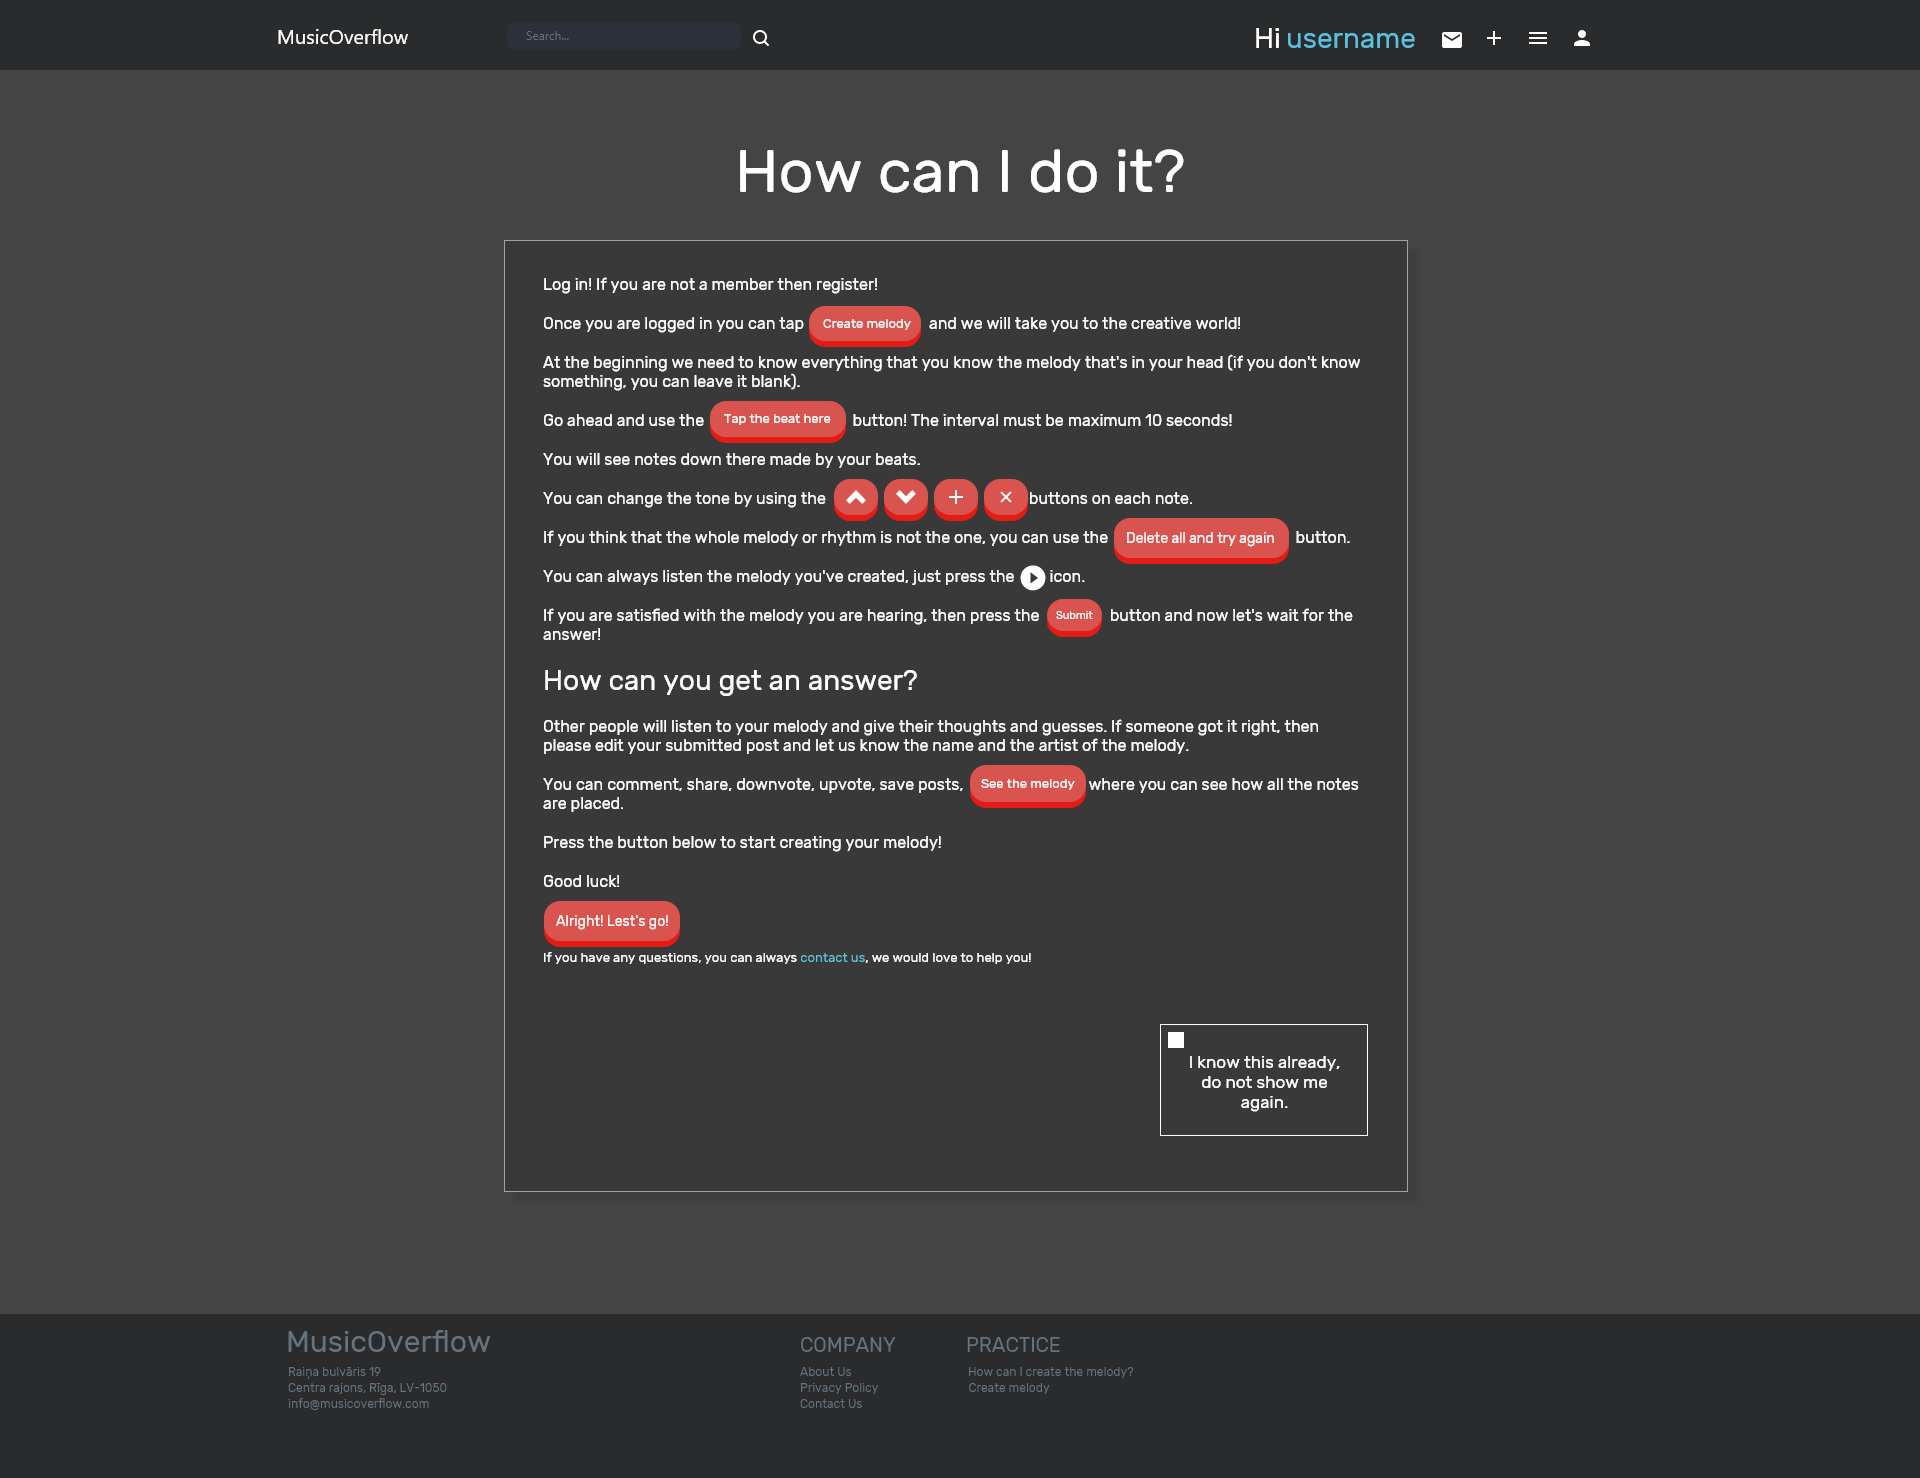 MusicOverflow
Search...
Hi username
How can I do it?
Log in! If you are not a member then register!
Once you are logged in you can tap Create melody and we will take you to the creative world!
At the beginning we need to know everything that you know the melody that's in your head (if you don't know
something, you can leave it blank).
Go ahead and use the Tap the beat here button! The interval must be maximum 10 seconds!
You will see notes down there made by your beats.
You can change the tone by using the buttons on each note.
If you think that the whole melody or rhythm is not the one, you can use the Delete all and try again button.
You can always listen the melody you've created, just press the icon.
If you are satisfied with the melody you are hearing, then press the Submit button and now let's wait for the
answer!
How can you get an answer?
Other people will listen to your melody and give their thoughts and guesses. If someone got it right, then
please edit your submitted post and let us know the name and the artist of the melody.
You can comment, share, downvote, upvote, save posts, See the melody where you can see how all the notes
are placed.
Press the button below to start creating your melody!
Good luck!
Alright! Lest's go!
If you have any questions, you can always contact us, we would love to help you!
I know this already,
do not show me
again.
MusicOverflow
Raiņa bulvāris 19
Centra rajons, Rīga, LV-1050
info@musicoverflow.com
COMPANY
About Us
Privacy Policy
Contact Us
PRACTICE
How can I create the melody?
Create melody